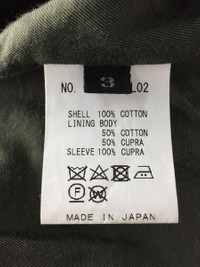 NO. L02
3
SHELL 100% COTTON
LINING BODY
50% COTTON
50% CUPRA
SLEEVE 100% CUPRA
F W
MADE IN JAPAN